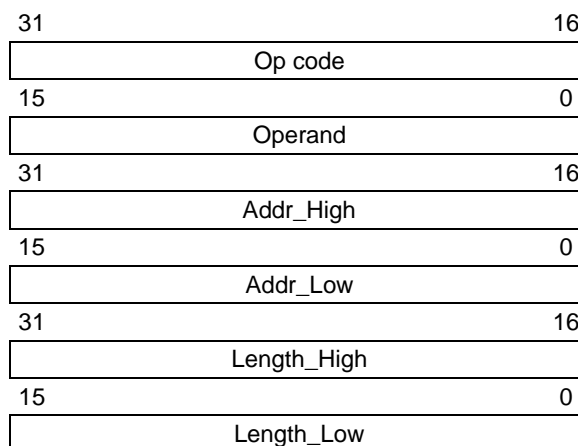 31 16
Op code
15 0
Operand
31 16
Addr_High
15 0
Addr_Low
31 16
Length_High
15 0
Length_Low